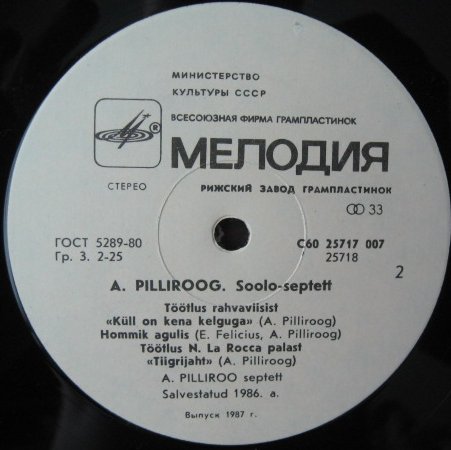 МИНИСТЕРСТВО
КУЛЬТУРЫ СССР
ВСЕСОЮЗНАЯ ФИРМА ГРАМПЛАСТИНОК
®
МЕЛОДИЯ
СТЕРЕО
РИЖСКИЙ ЗАВОД ГРАМПЛАСТИНОК
33
ГОСТ 5289-80
Гр. 3. 2-25
С60 25717 007
25718
2
A. PILLIROOG. Soolo-septett
Töötlus rahvaviisist
«Küll on kena kelguga» (A. Pilliroog)
Hommik agulis (E. Felicius, A. Pilliroog)
Töötlus N. La Rocca palast
«Tiigrijaht» (A. Pilliroog)
A. PILLIROO septett
Salvestatud 1986. a.
Выпуск 1987 г.